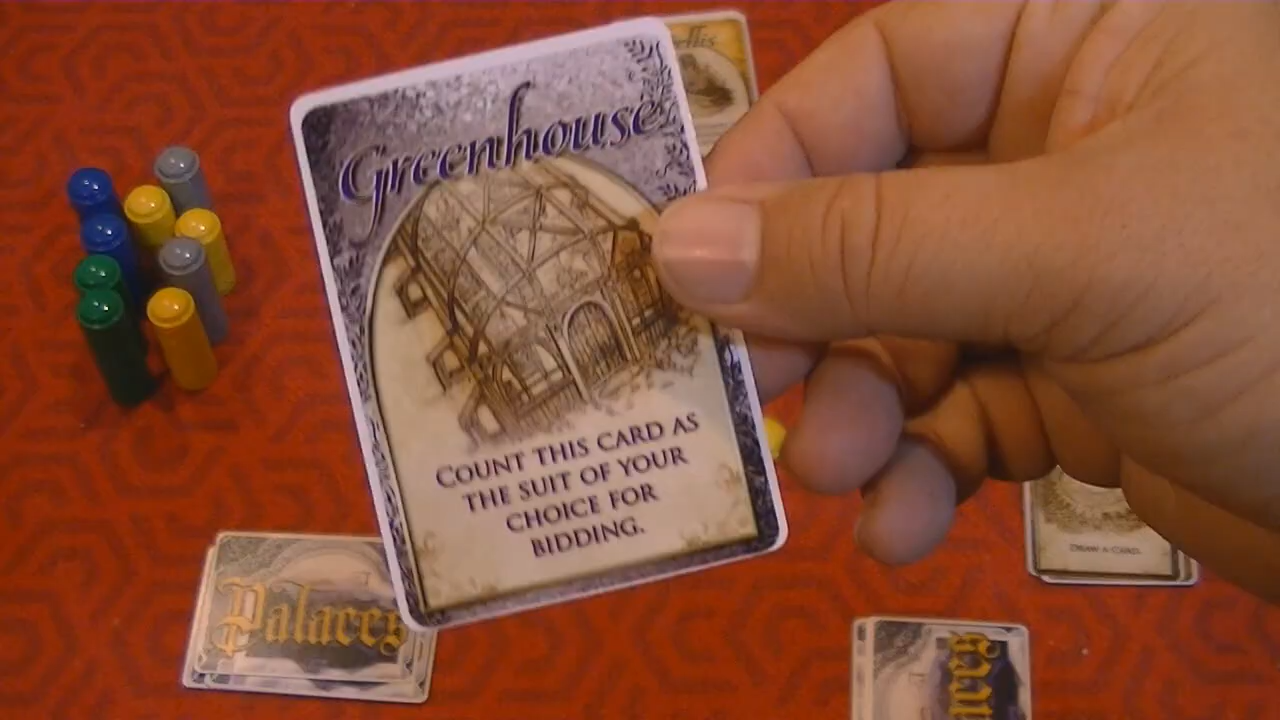 Greenhouse
COUNT THIS CARD AS
THE SUIT OF YOUR
CHOICE FOR
BIDDING.
Palaces
DRAW A CARD.